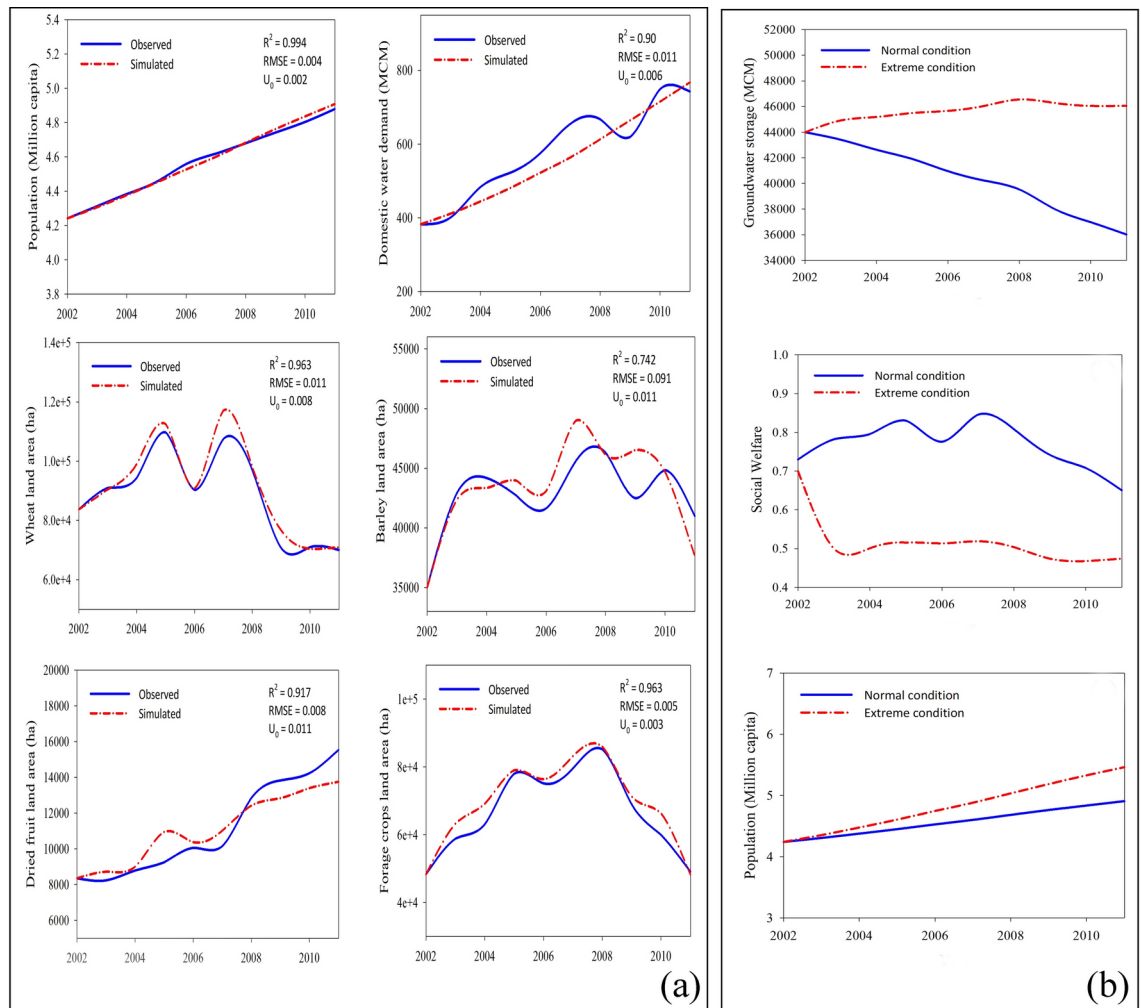 5.4
5.2
5.0
4.8
4.6
4.4
4.2
4.0
3.8
Population (Million capita)
Observed
Simulated
R² = 0.994
RMSE = 0.004
U₀ = 0.002
2002 2004 2006 2008 2010
800
600
400
200
Domestic water demand (MCM)
Observed
Simulated
R² = 0.90
RMSE = 0.011
U₀ = 0.006
2002 2004 2006 2008 2010
1.4e+5
1.2e+5
1.0e+5
8.0e+4
6.0e+4
Wheat land area (ha)
Observed
Simulated
R² = 0.963
RMSE = 0.011
U₀ = 0.008
2002 2004 2006 2008 2010
55000
50000
45000
40000
35000
Barley land area (ha)
Observed
Simulated
R² = 0.742
RMSE = 0.091
U₀ = 0.011
2002 2004 2006 2008 2010
20000
18000
16000
14000
12000
10000
8000
6000
Dried fruit land area (ha)
Observed
Simulated
R² = 0.917
RMSE = 0.008
U₀ = 0.011
2002 2004 2006 2008 2010
1e+5
8e+4
6e+4
4e+4
Forage crops land area (ha)
Observed
Simulated
R² = 0.963
RMSE = 0.005
U₀ = 0.003
2002 2004 2006 2008 2010
(a)
52000
50000
48000
46000
44000
42000
40000
38000
36000
34000
Groundwater storage (MCM)
Normal condition
Extreme condition
2002 2004 2006 2008 2010
1.0
0.9
0.8
0.7
0.6
0.5
0.4
Social Welfare
Normal condition
Extreme condition
2002 2004 2006 2008 2010
7
6
5
4
3
Population (Million capita)
Normal condition
Extreme condition
2002 2004 2006 2008 2010
(b)